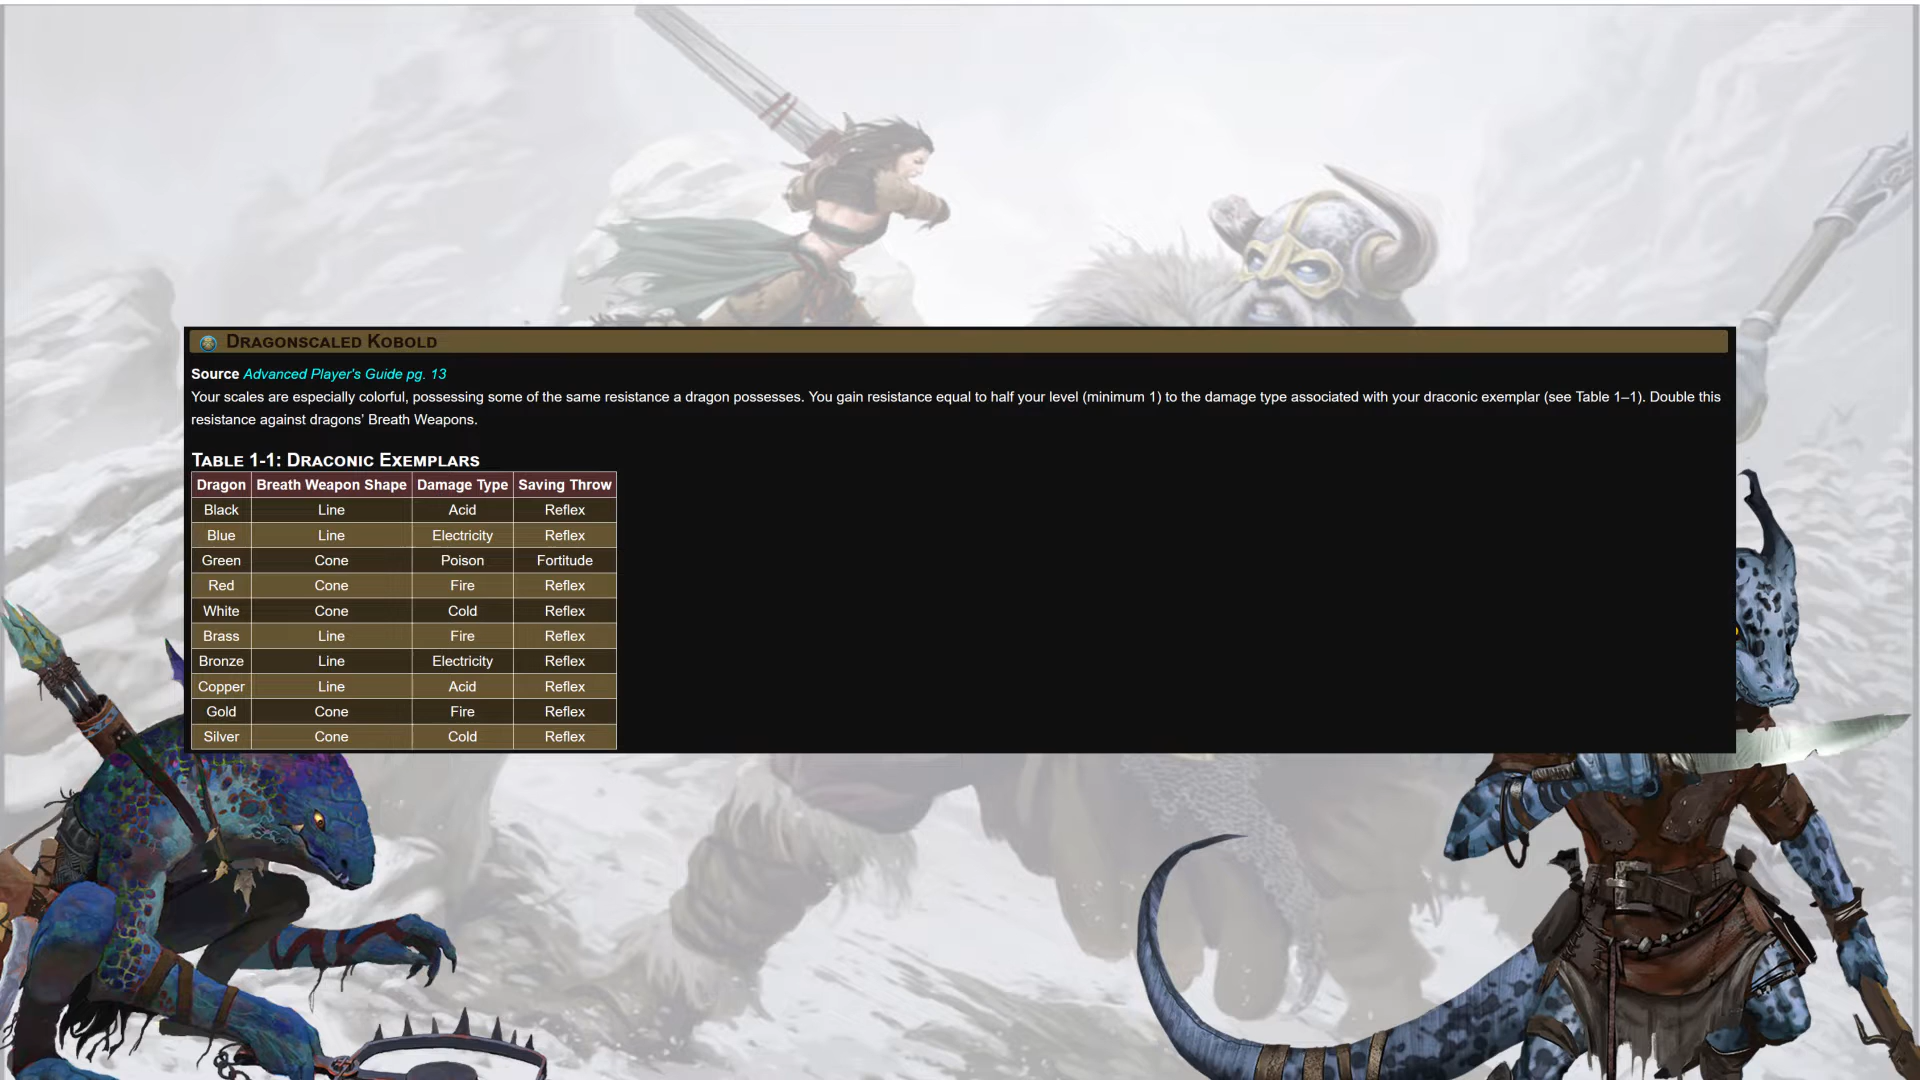 Dragonscaled Kobold
Source Advanced Player's Guide pg. 13
Your scales are especially colorful, possessing some of the same resistance a dragon possesses. You gain resistance equal to half your level (minimum 1) to the damage type associated with your draconic exemplar (see Table 1–1). Double this
resistance against dragons’ Breath Weapons.
Table 1-1: Draconic Exemplars
Dragon Breath Weapon Shape Damage Type Saving Throw
Black Line Acid Reflex
Blue Line Electricity Reflex
Green Cone Poison Fortitude
Red Cone Fire Reflex
White Cone Cold Reflex
Brass Line Fire Reflex
Bronze Line Electricity Reflex
Copper Line Acid Reflex
Gold Cone Fire Reflex
Silver Cone Cold Reflex